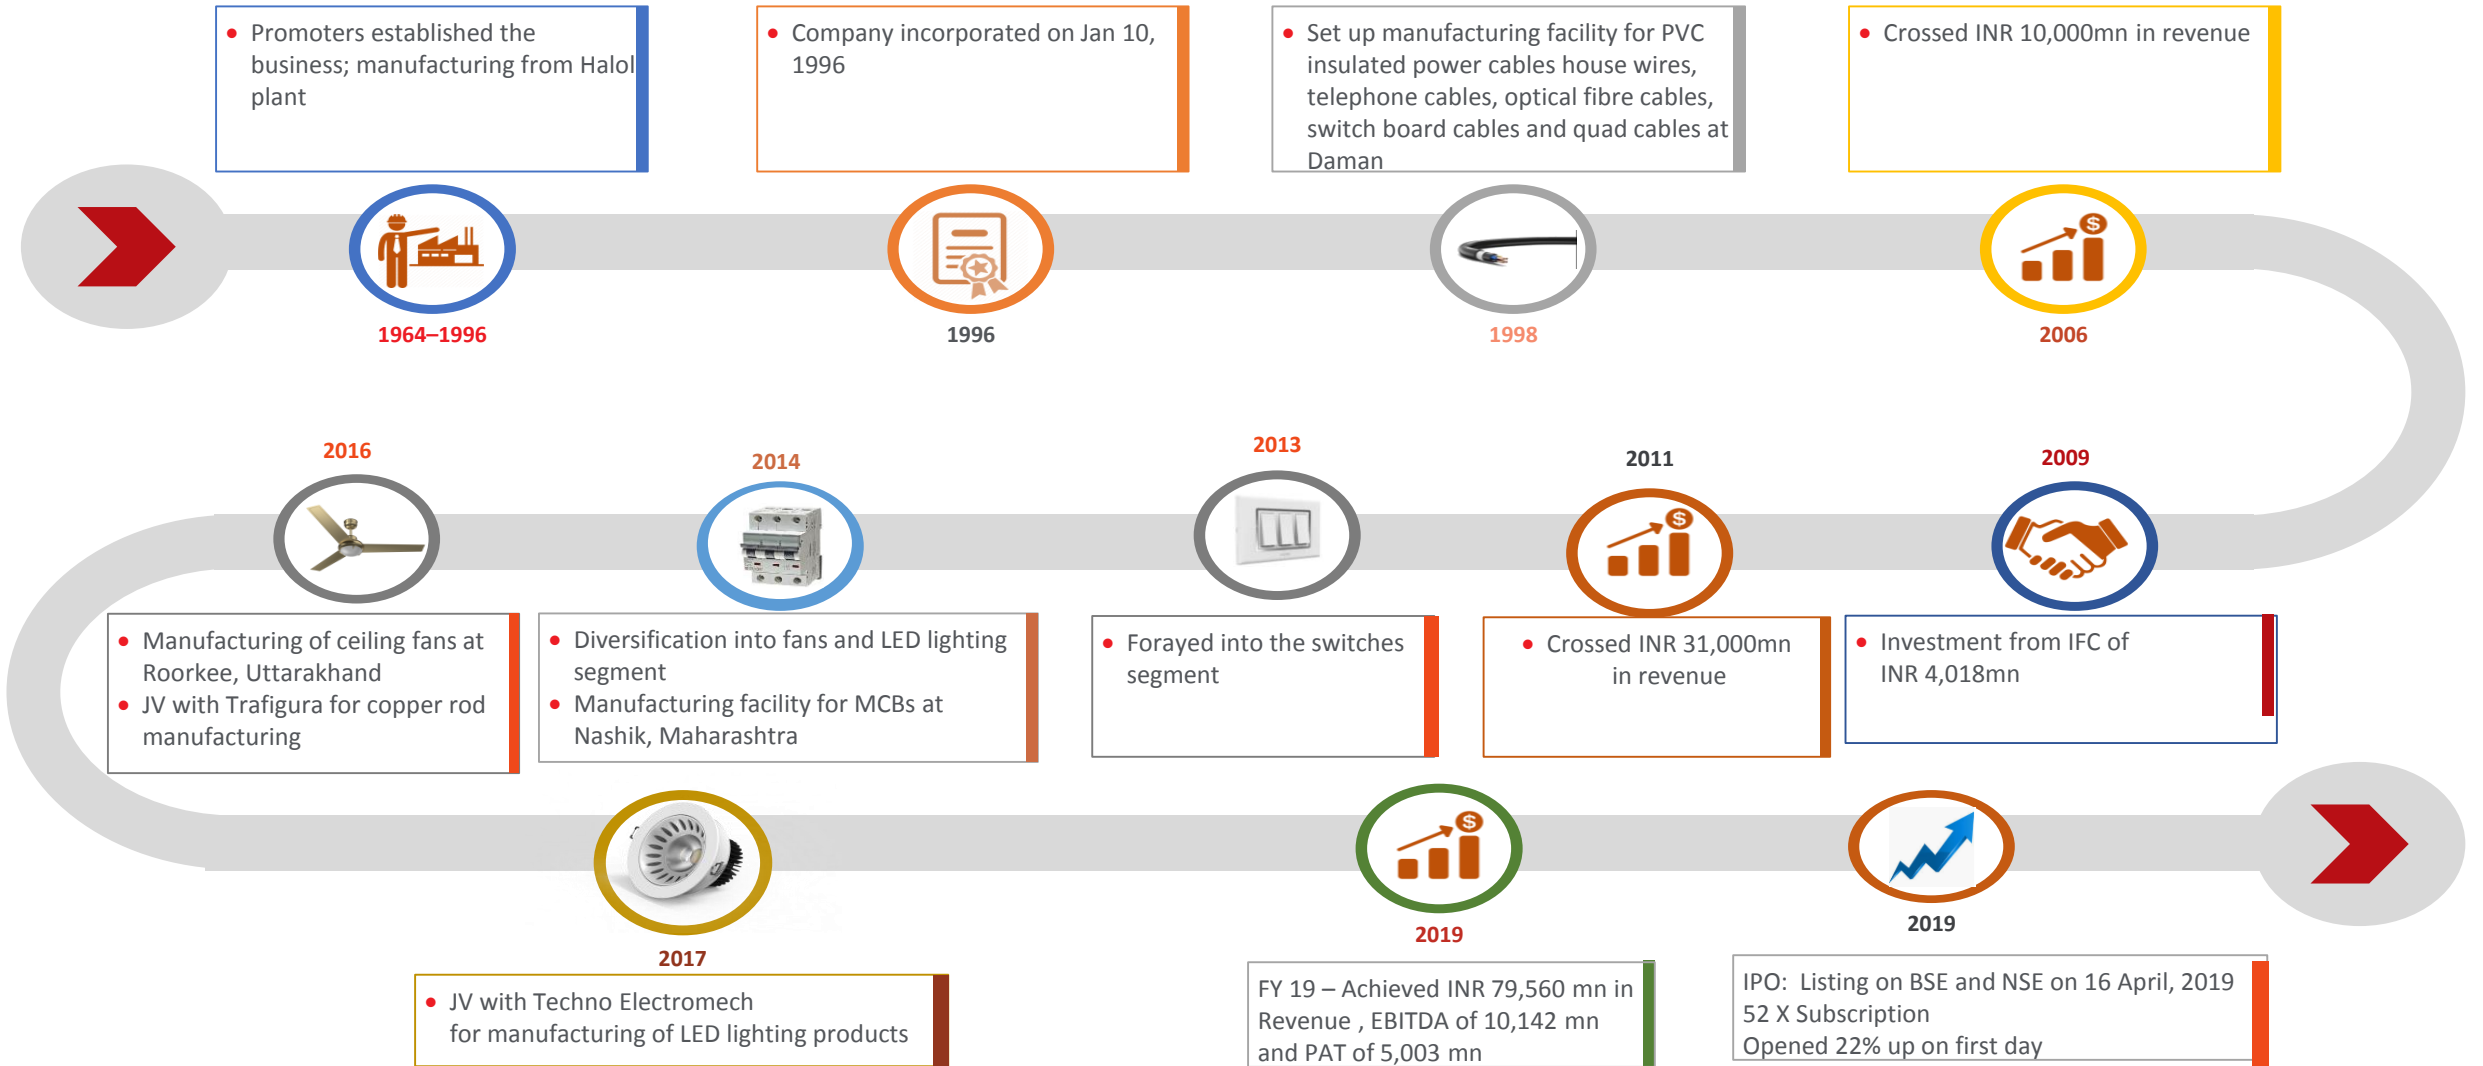 Promoters established the
business; manufacturing from Halol
plant
1964–1996
Company incorporated on Jan 10,
1996
1996
Set up manufacturing facility for PVC
insulated power cables house wires,
telephone cables, optical fibre cables,
switch board cables and quad cables at
Daman
1998
Crossed INR 10,000mn in revenue
2006
2009
Investment from IFC of
INR 4,018mn
2011
Crossed INR 31,000mn
in revenue
2013
Forayed into the switches
segment
2014
Diversification into fans and LED lighting
segment
Manufacturing facility for MCBs at
Nashik, Maharashtra
2016
Manufacturing of ceiling fans at
Roorkee, Uttarakhand
JV with Trafigura for copper rod
manufacturing
2017
JV with Techno Electromech
for manufacturing of LED lighting products
2019
FY 19 – Achieved INR 79,560 mn in
Revenue , EBITDA of 10,142 mn
and PAT of 5,003 mn
2019
IPO: Listing on BSE and NSE on 16 April, 2019
52 X Subscription
Opened 22% up on first day